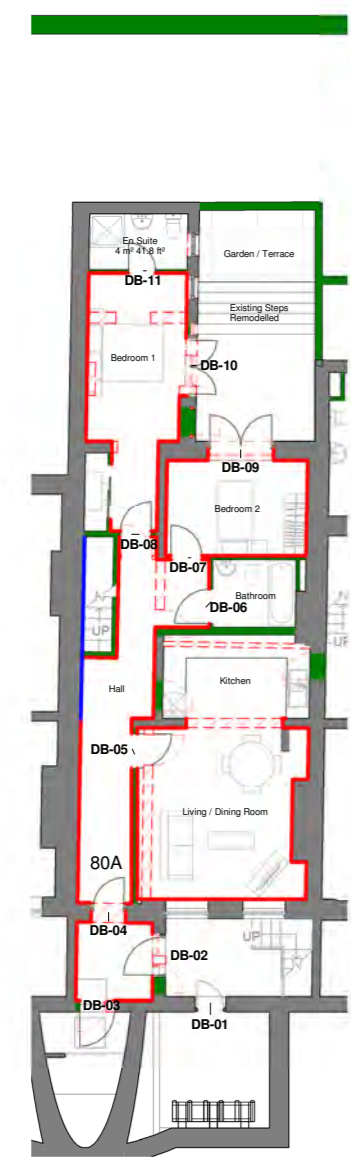 En Suite
4 m² 41.8 ft²
DB-11
Garden / Terrace
Existing Steps
Remodelled
Bedroom 1
DB-10
DB-09
Bedroom 2
DB-08
DB-07
DB-06
Bathroom
UP
UP
Hall
Kitchen
DB-05
Living / Dining Room
80A
DB-04
UP
DB-02
DB-03
DB-01